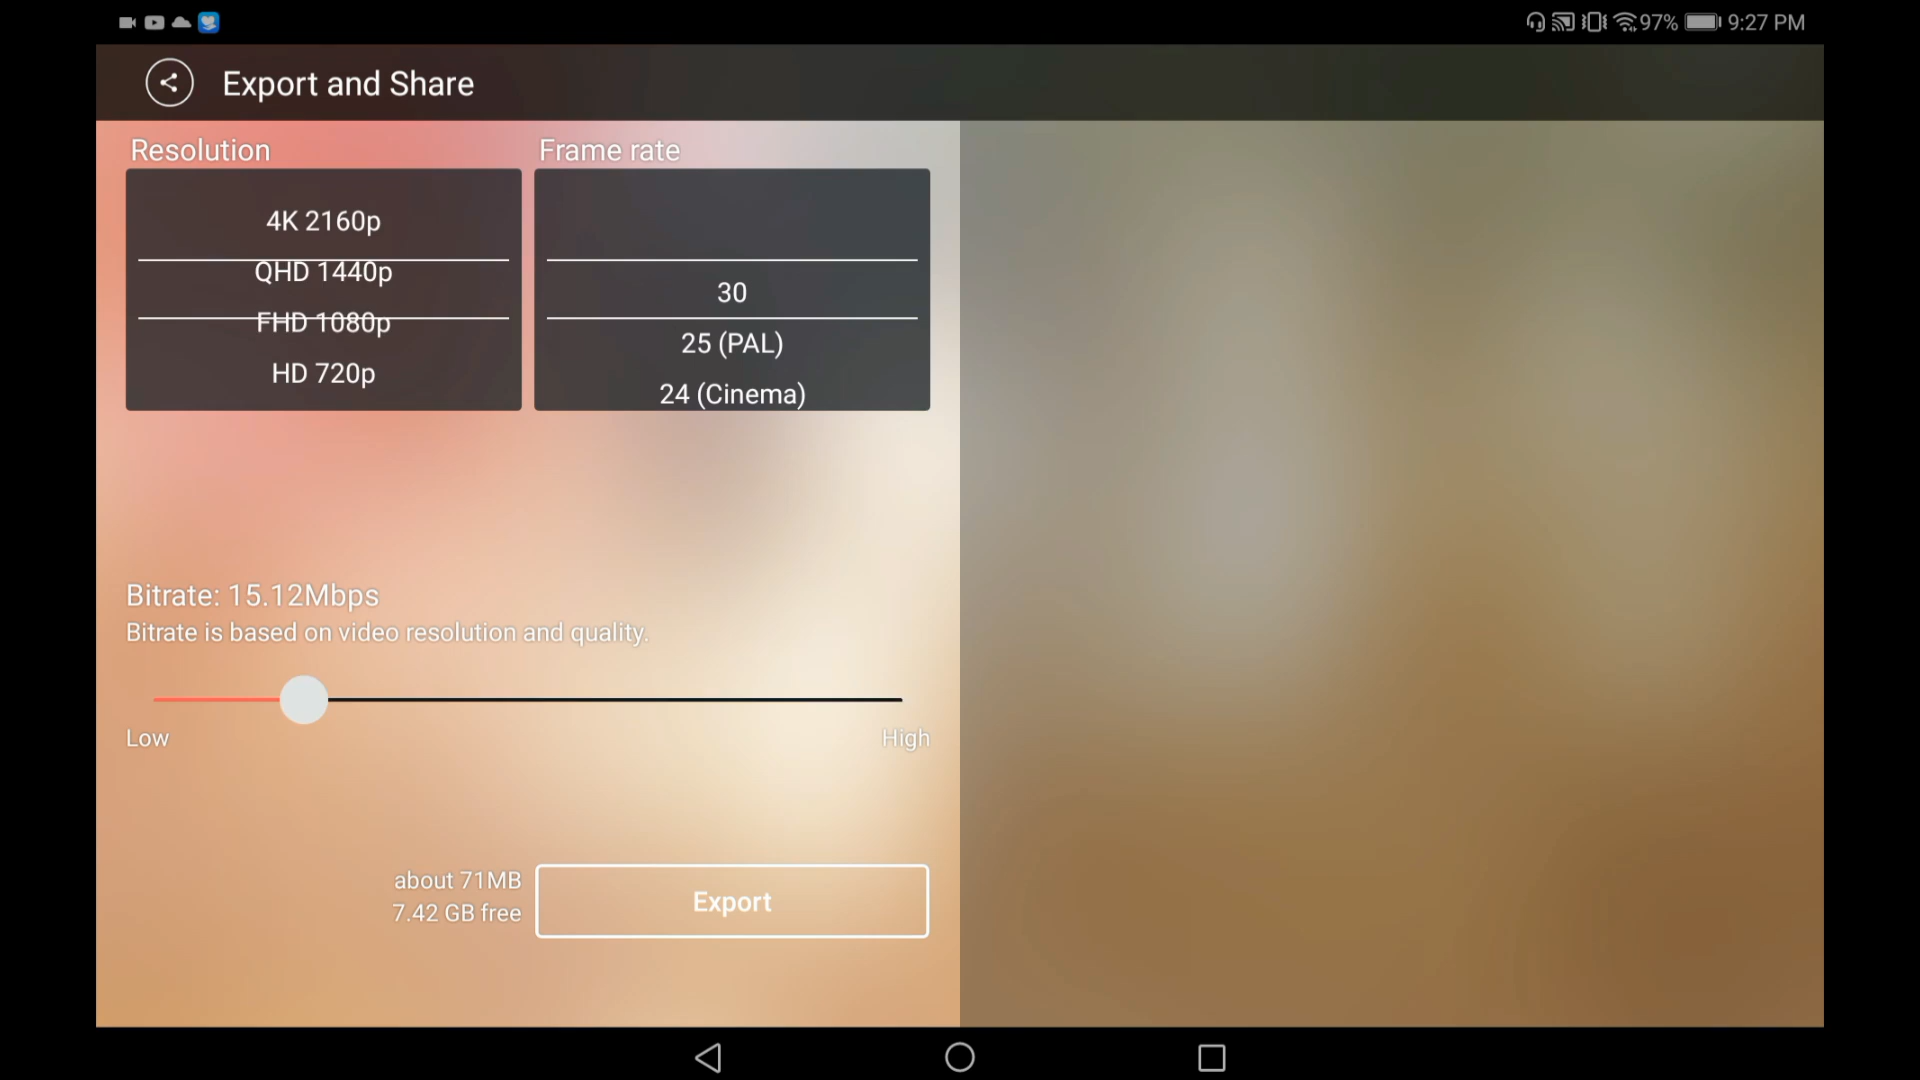 97% 9:27 PM
Export and Share
Resolution
Frame rate
4K 2160p
QHD 1440p
FHD 1080p
HD 720p
30
25 (PAL)
24 (Cinema)
Bitrate: 15.12Mbps
Bitrate is based on video resolution and quality.
Low
High
about 71MB
7.42 GB free
Export